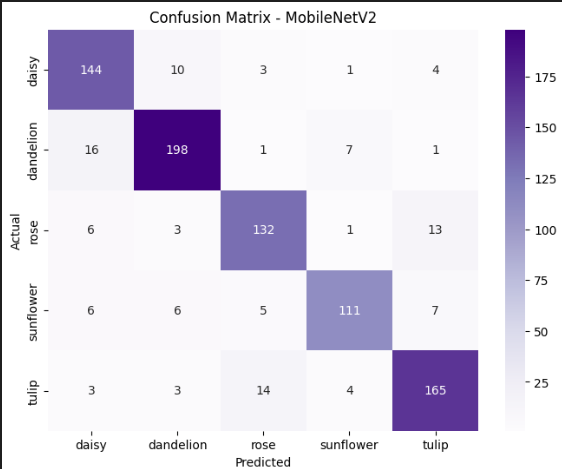 Confusion Matrix - MobileNetV2
daisy 144 10 3 1 4
dandelion 16 198 1 7 1
rose 6 3 132 1 13
sunflower 6 6 5 111 7
tulip 3 3 14 4 165
Actual
daisy dandelion rose sunflower tulip
Predicted
175
150
125
100
75
50
25